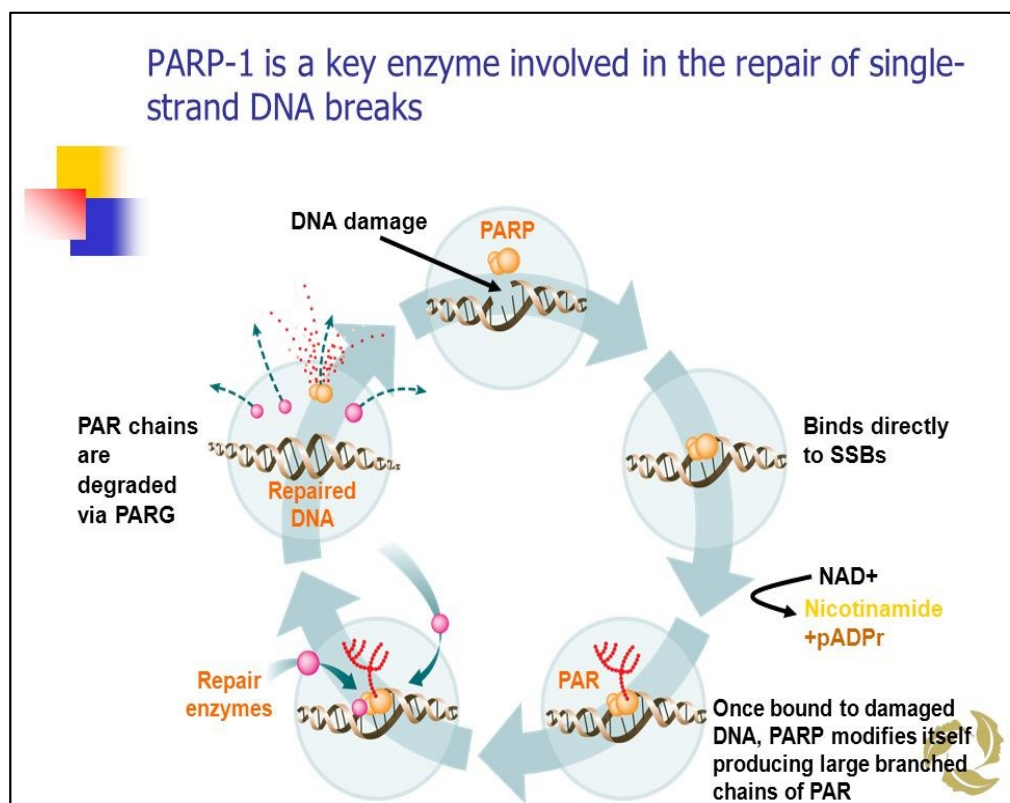 PARP-1 is a key enzyme involved in the repair of single-
strand DNA breaks
DNA damage
PARP
Binds directly
to SSBs
NAD+
Nicotinamide
+pADPr
Once bound to damaged
DNA, PARP modifies itself
producing large branched
chains of PAR
PAR
Repair
enzymes
PAR chains
are
degraded
via PARG
Repaired
DNA